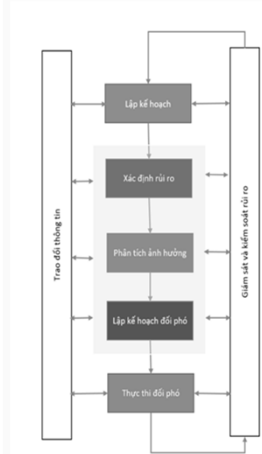 Lập kế hoạch
Xác định rủi ro
Phân tích ảnh hưởng
Lập kế hoạch đối phó
Thực thi đối phó
Trao đổi thông tin
Giám sát và kiểm soát rủi ro